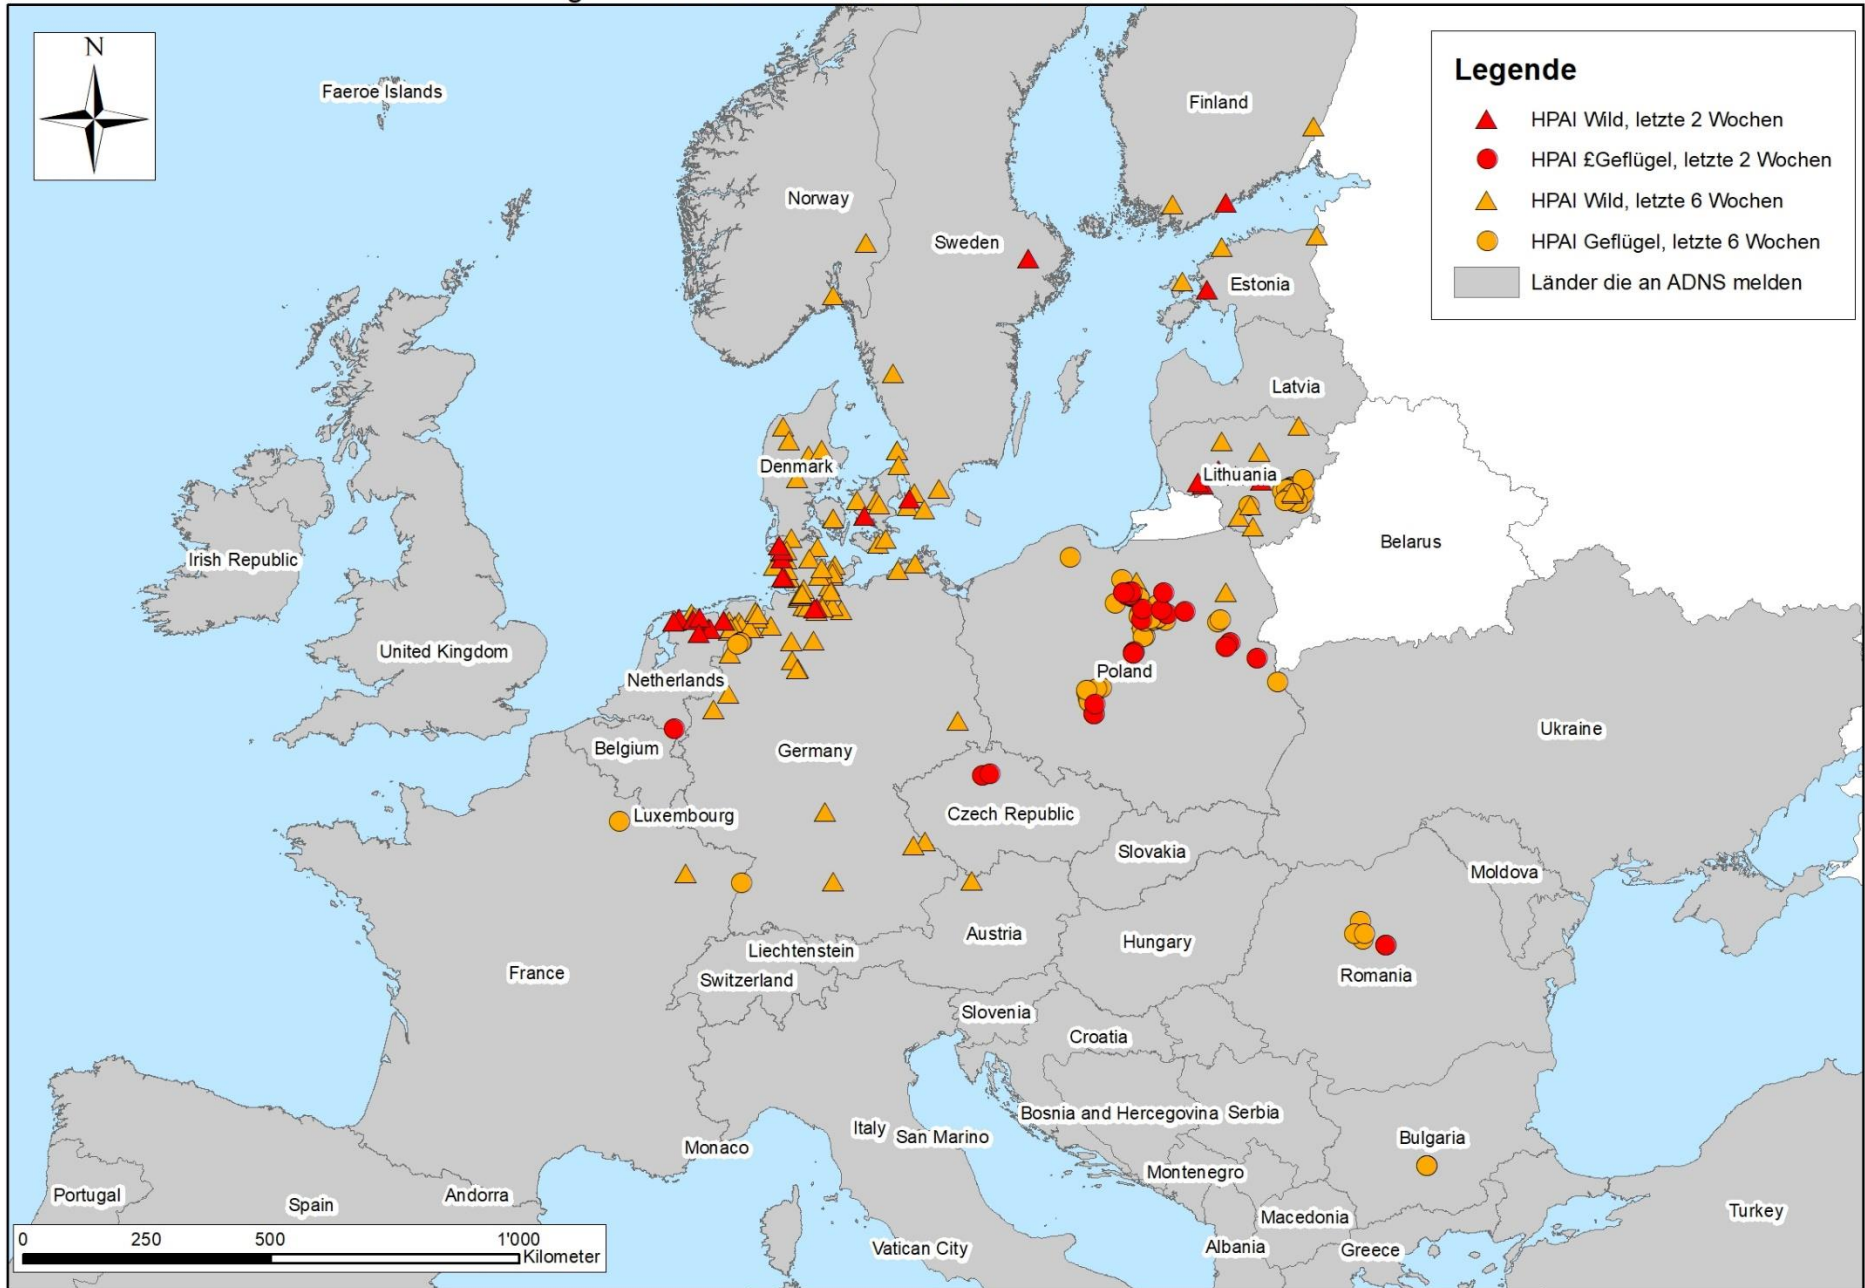 N
Legende
HPAI Wild, letzte 2 Wochen
HPAI £Geflügel, letzte 2 Wochen
HPAI Wild, letzte 6 Wochen
HPAI Geflügel, letzte 6 Wochen
Länder die an ADNS melden
Faeroe Islands
Finland
Norway
Sweden
Estonia
Latvia
Denmark
Lithuania
Belarus
Irish Republic
United Kingdom
Netherlands
Poland
Ukraine
Belgium
Germany
Luxembourg
Czech Republic
Slovakia
Moldova
Austria
Hungary
Liechtenstein
France
Switzerland
Romania
Slovenia
Croatia
Bosnia and Hercegovina
Serbia
Italy
San Marino
Bulgaria
Monaco
Montenegro
Portugal
Spain
Andorra
Macedonia
Turkey
Vatican City
Albania
Greece
0 250 500 1000
Kilometer